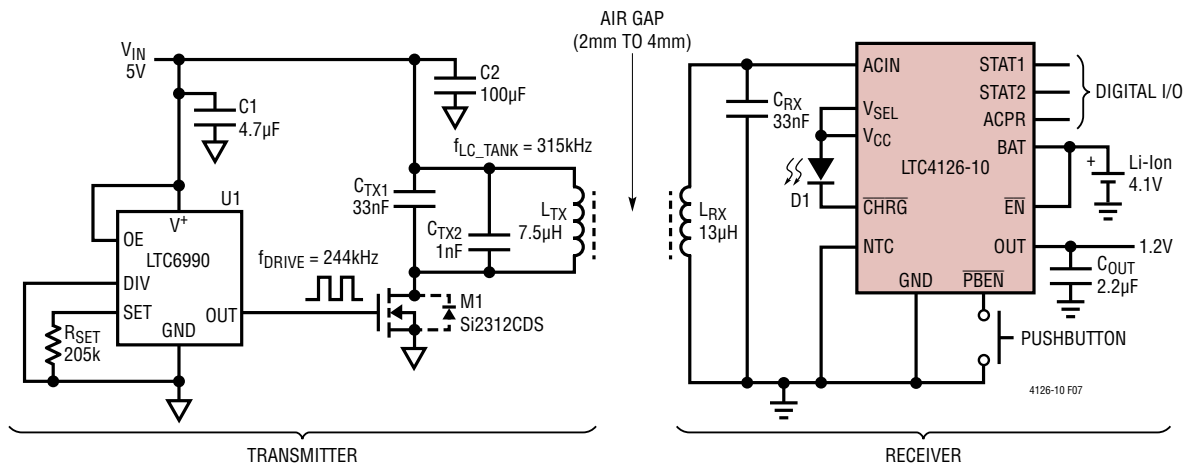 AIR GAP
(2mm TO 4mm)
VIN
5V
C1
4.7µF
C2
100µF
fLC_TANK = 315kHz
CTX1
33nF
CTX2
1nF
LTX
7.5µH
U1
V+
OE
LTC6990
DIV
SET
OUT
GND
RSET
205k
fDRIVE = 244kHz
M1
Si2312CDS
LRX
13µH
CRX
33nF
D1
ACIN
VSEL
VCC
CHRG
NTC
GND
PBEN
LTC4126-10
STAT1
STAT2
ACPR
BAT
EN
OUT
DIGITAL I/O
+
Li-Ion
4.1V
1.2V
COUT
2.2µF
PUSHBUTTON
4126-10 F07
TRANSMITTER
RECEIVER